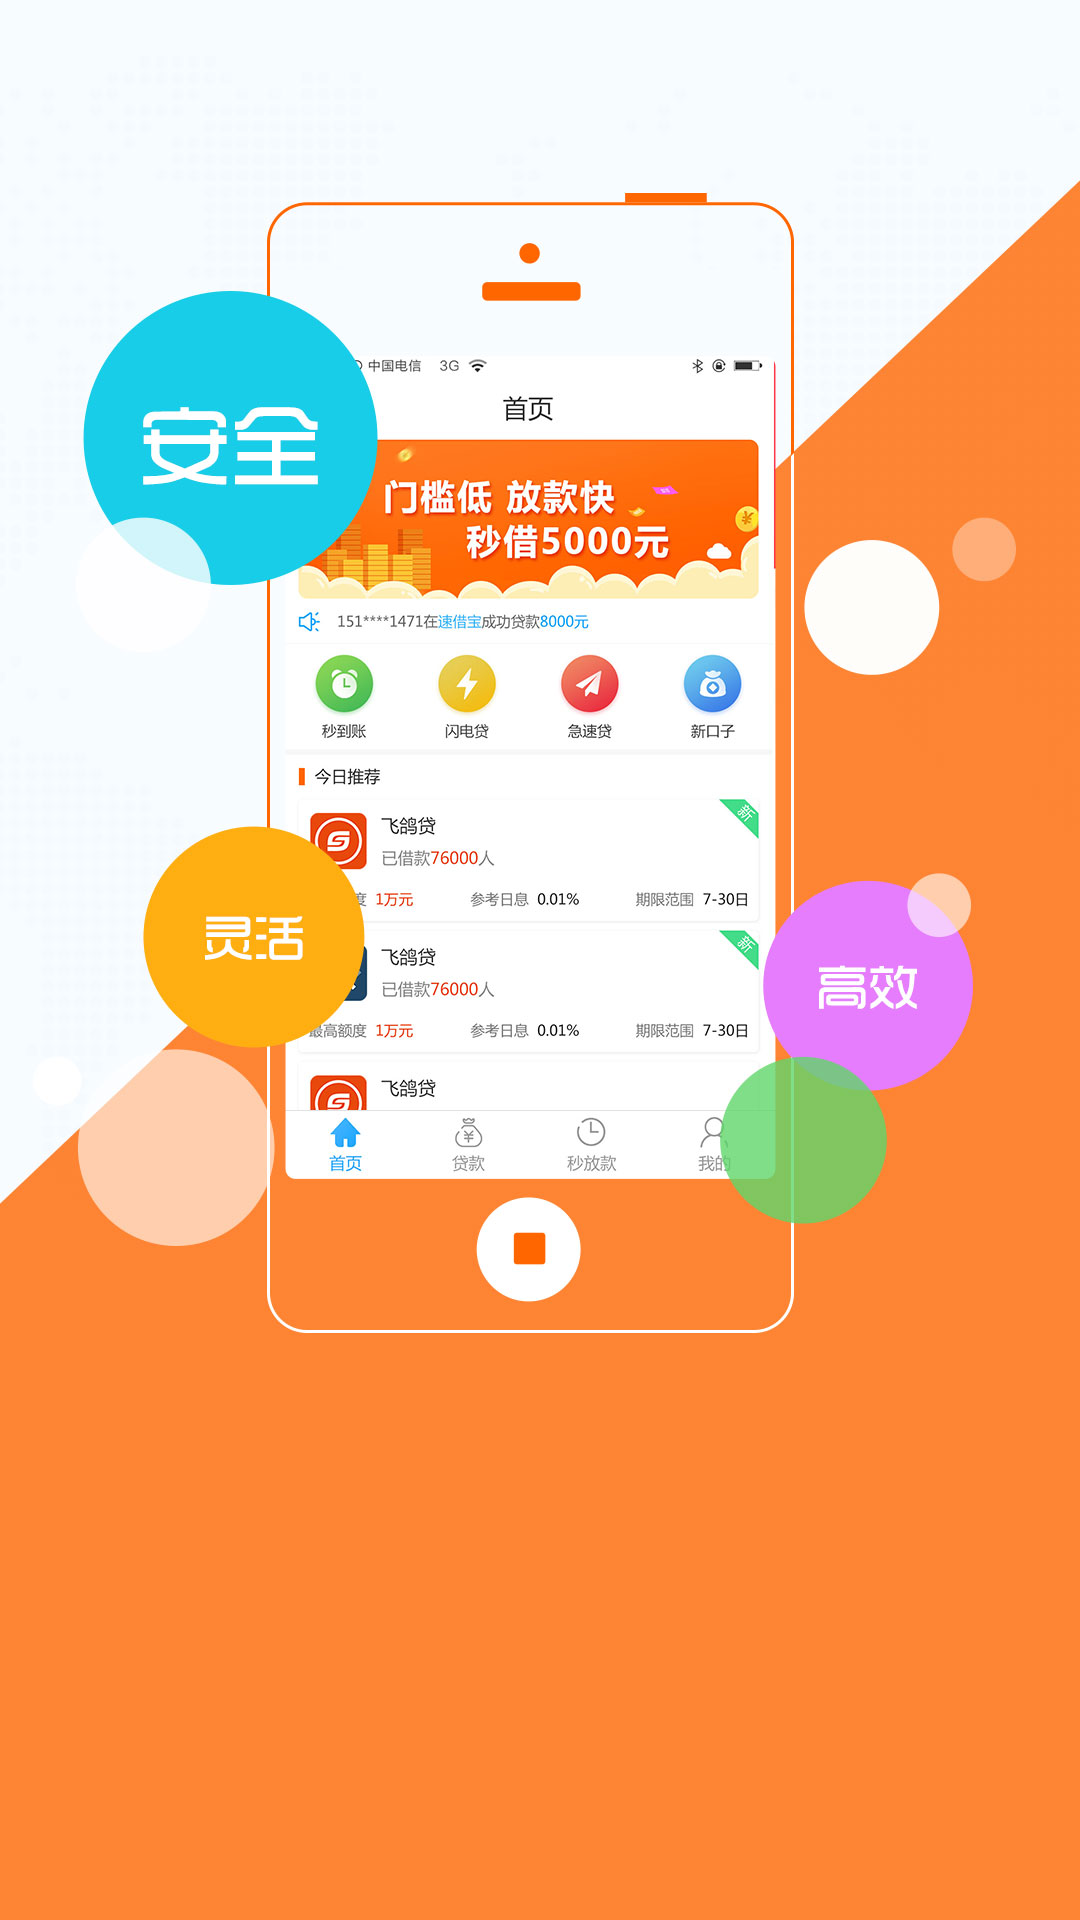 中国电信 3G
首页
安全
门槛低 放款快
秒借5000元
151****1471在速借宝成功贷款8000元
秒到账 闪电贷 急速贷 新口子
今日推荐
飞鸽贷
新
已借款76000人
度 1万元 参考日息 0.01% 期限范围 7-30日
灵活
飞鸽贷
新
已借款76000人
最高额度 1万元 参考日息 0.01% 期限范围 7-30日
高效
飞鸽贷
首页 贷款 秒放款 我的